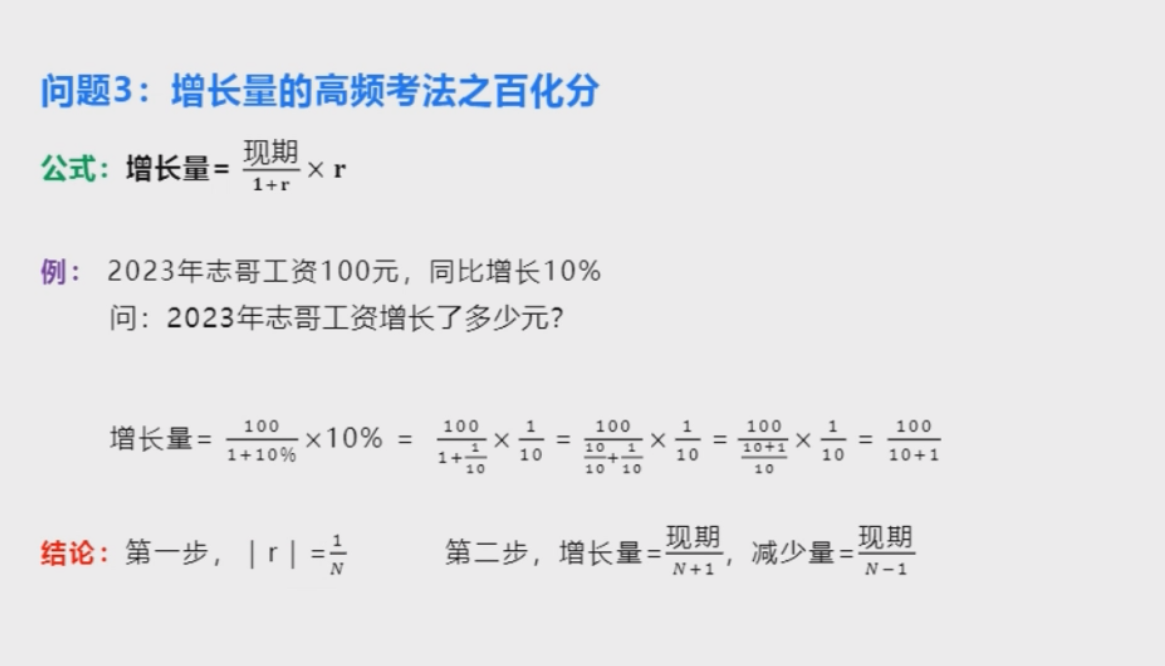 问题3：增长量的高频考法之百化分
公式：增长量= \frac{现期}{1+r} × r
例： 2023年志哥工资100元，同比增长10%
问：2023年志哥工资增长了多少元？
增长量= \frac{100}{1+10%} ×10% = \frac{100}{1+\frac{1}{10}} × \frac{1}{10} = \frac{100}{\frac{10}{10}+\frac{1}{10}} × \frac{1}{10} = \frac{100}{\frac{10+1}{10}} × \frac{1}{10} = \frac{100}{10+1}
结论：第一步，｜r｜=\frac{1}{N} 第二步，增长量=\frac{现期}{N+1}，减少量=\frac{现期}{N-1}